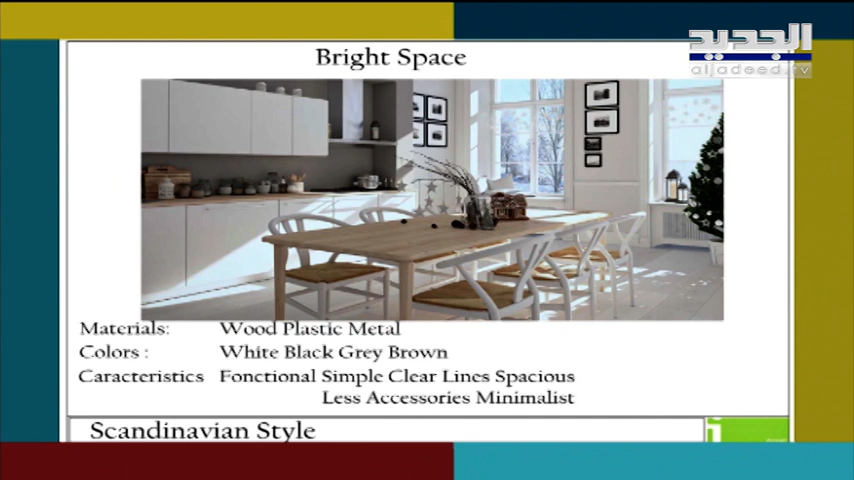 Bright Space
الجديد
aljadeed.tv
Materials: Wood Plastic Metal
Colors : White Black Grey Brown
Caracteristics Fonctional Simple Clear Lines Spacious
Less Accessories Minimalist
Scandinavian Style